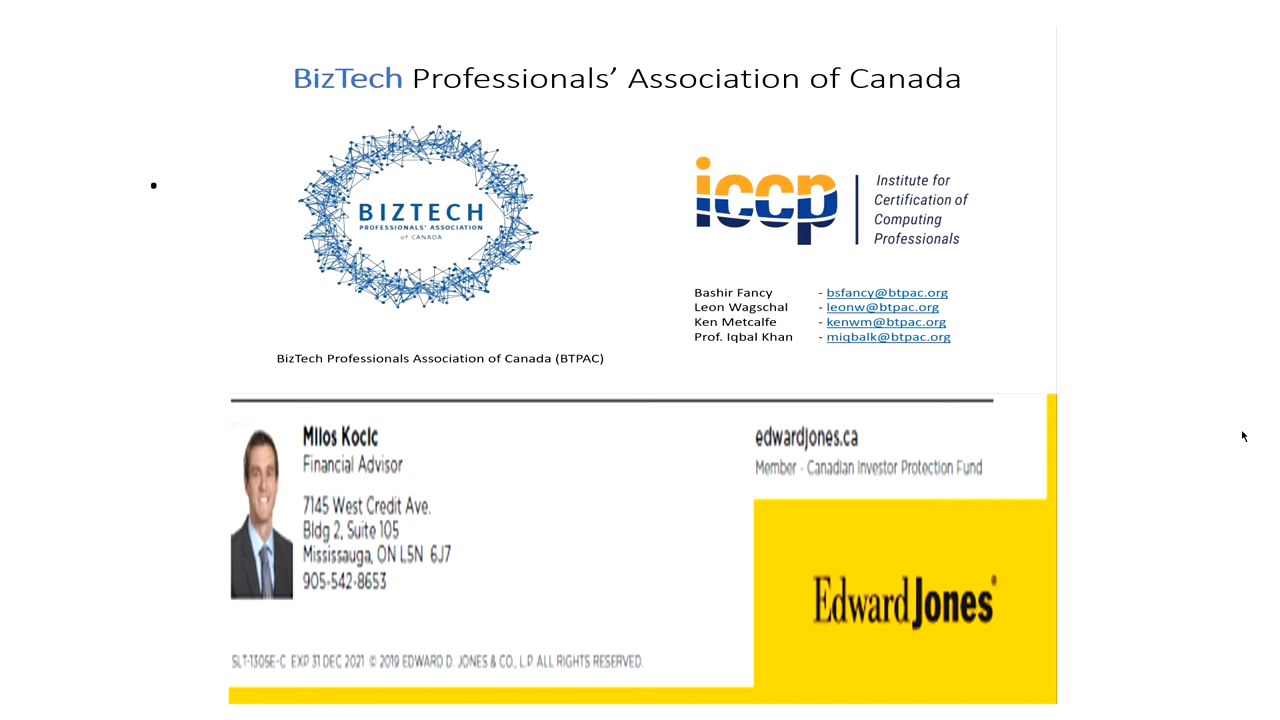 BizTech Professionals’ Association of Canada
BIZTECH
PROFESSIONALS' ASSOCIATION
of CANADA
iccp
Institute for
Certification of
Computing
Professionals
Bashir Fancy - bsfancy@btpac.org
Leon Wagschal - leonw@btpac.org
Ken Metcalfe - kenwm@btpac.org
Prof. Iqbal Khan - miqbalk@btpac.org
BizTech Professionals Association of Canada (BTPAC)
Milos Kocic
Financial Advisor
7145 West Credit Ave.
Bldg 2, Suite 105
Mississauga, ON L5N 6J7
905-542-8653
edwardjones.ca
Member - Canadian Investor Protection Fund
Edward Jones®
SLT-1305E-C EXP 31 DEC 2021 © 2019 EDWARD D. JONES & CO., L.P. ALL RIGHTS RESERVED.